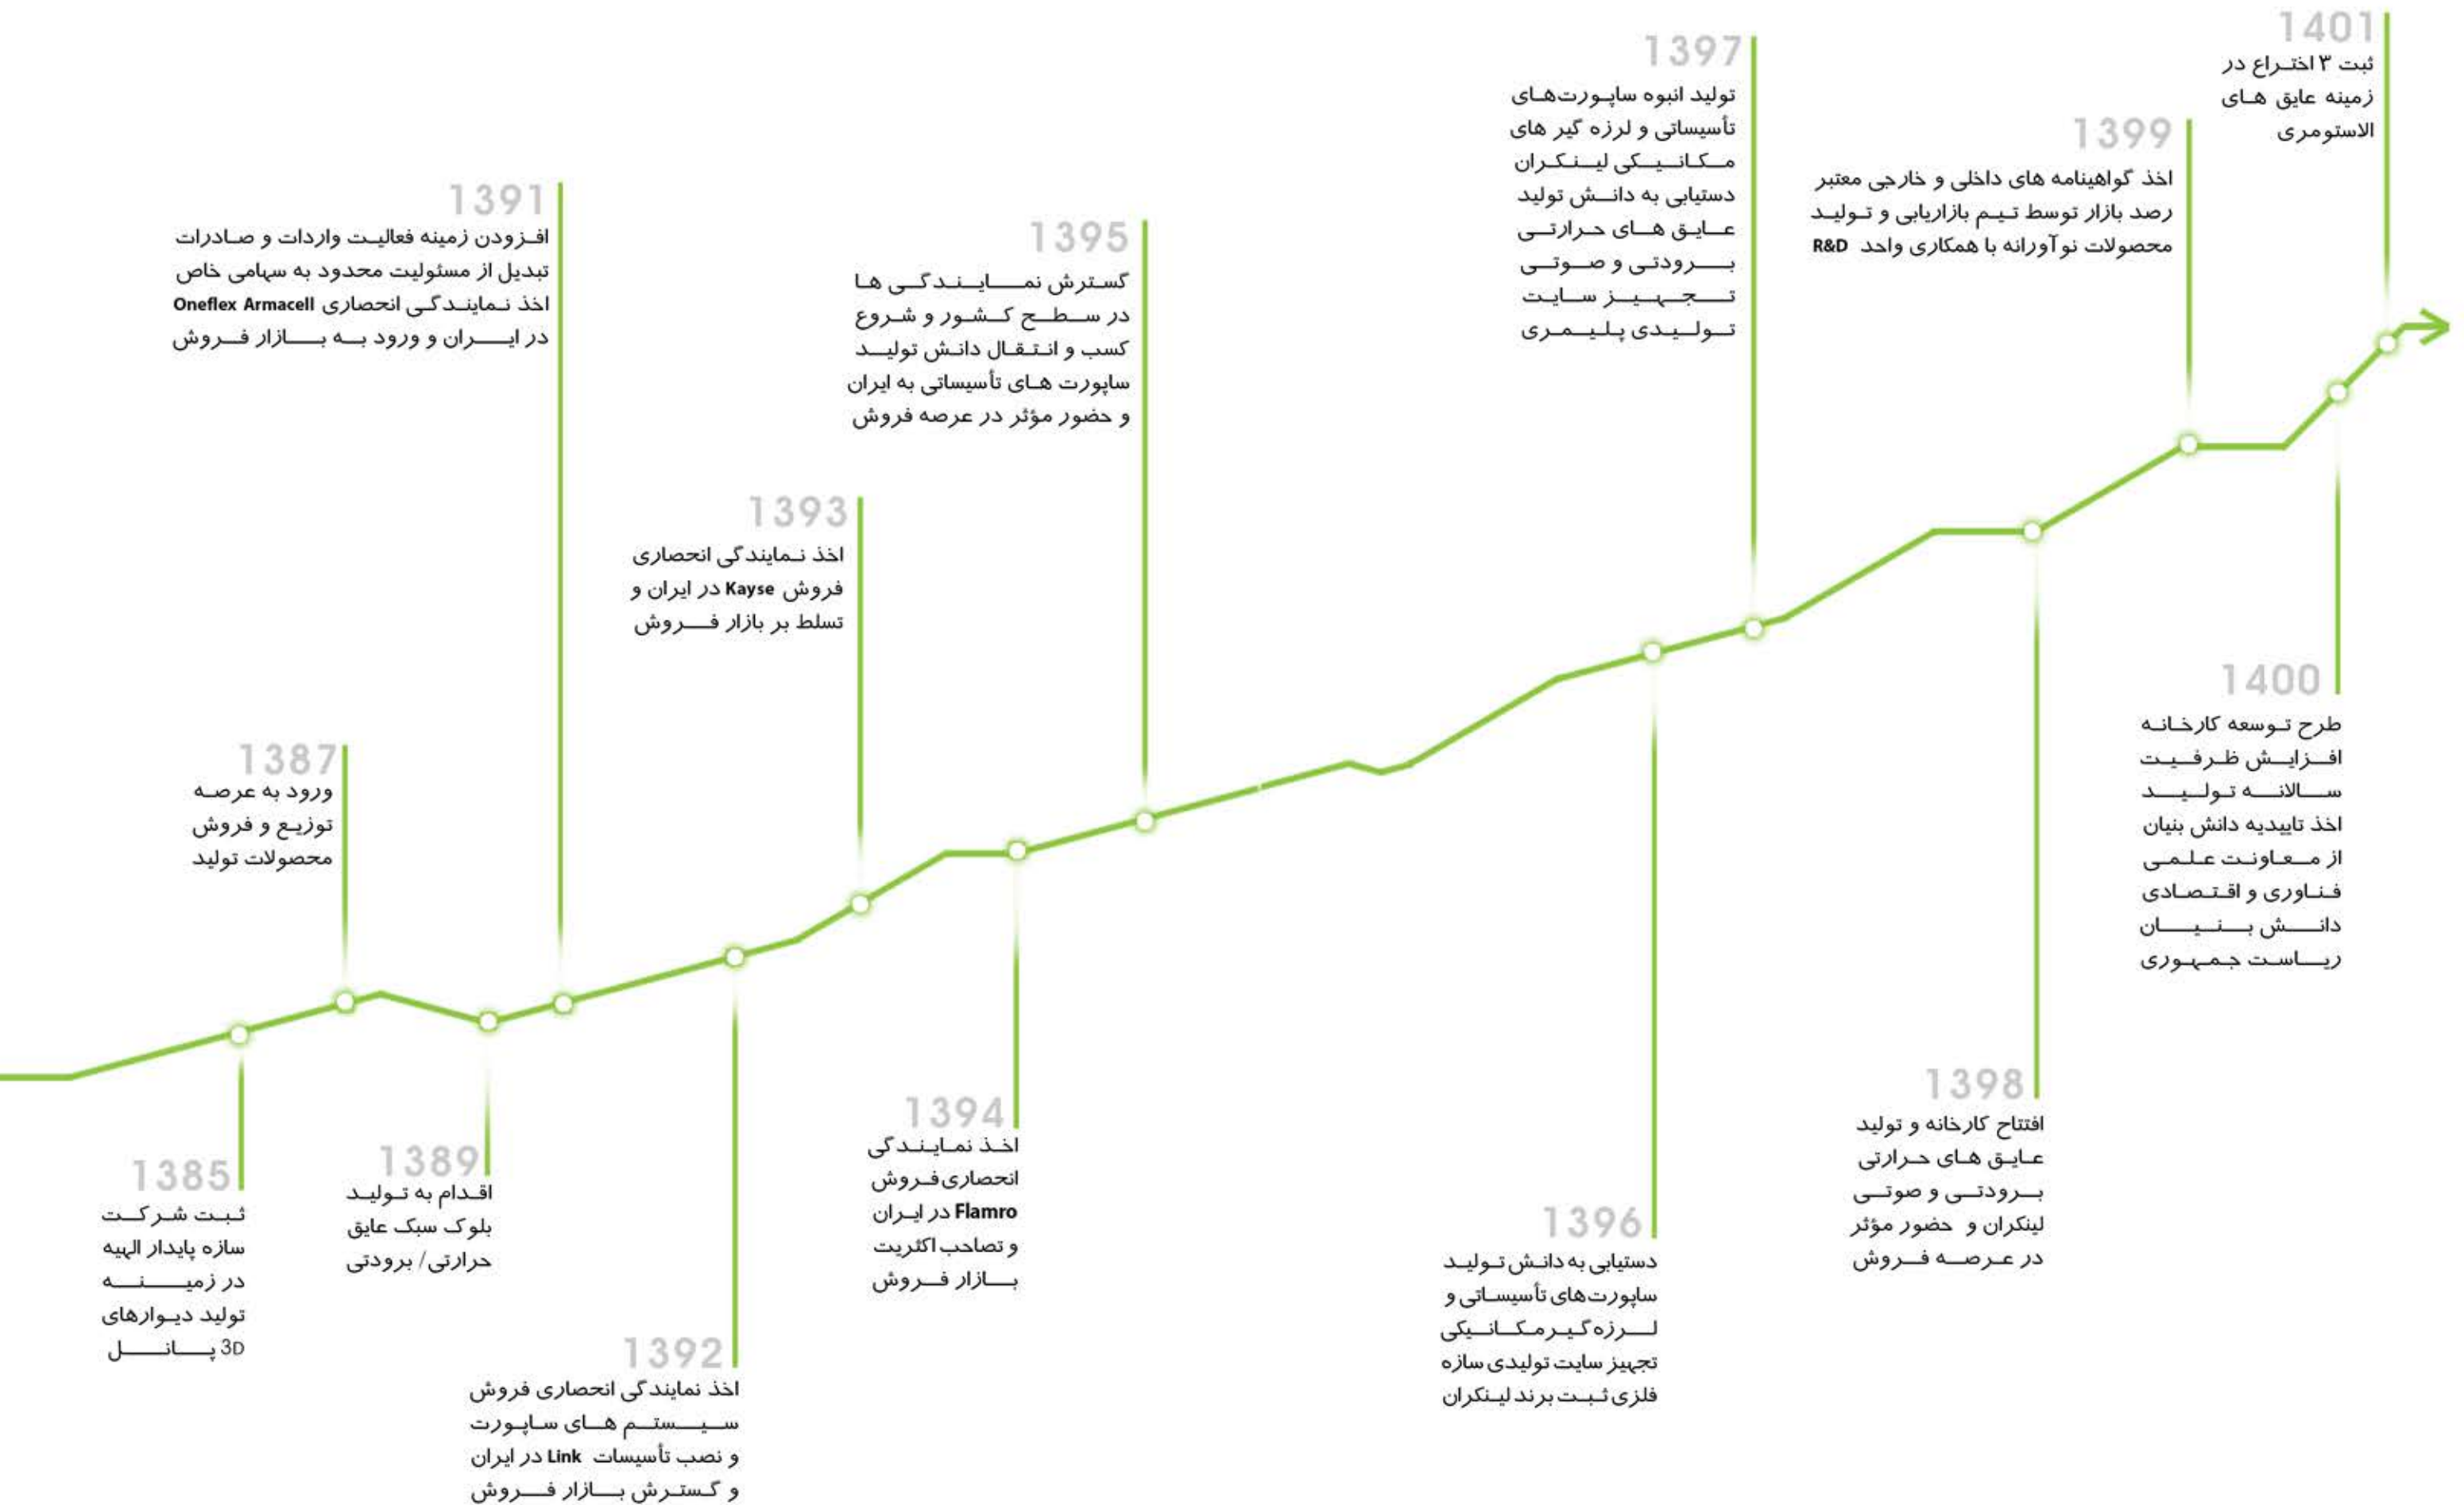 1385
ثبت شرکت
سازه پایدار الهیه
در زمینه
تولید دیوارهای
3D پانل
1387
ورود به عرصه
توزیع و فروش
محصولات تولید
1389
اقدام به تولید
بلوک سبک عایق
حرارتی/ برودتی
1391
افزودن زمینه فعالیت واردات و صادرات
تبدیل از مسئولیت محدود به سهامی خاص
اخذ نمایندگی انحصاری Oneflex Armacell
در ایران و ورود به بازار فروش
1392
اخذ نمایندگی انحصاری فروش
سیستم های ساپورت
و نصب تأسیسات Link در ایران
و گسترش بازار فروش
1393
اخذ نمایندگی انحصاری
فروش Kayse در ایران و
تسلط بر بازار فروش
1394
اخذ نمایندگی
انحصاری فروش
Flamro در ایران
و تصاحب اکثریت
بازار فروش
1395
گسترش نمایندگی ها
در سطح کشور و شروع
کسب و انتقال دانش تولید
ساپورت های تأسیساتی به ایران
و حضور مؤثر در عرصه فروش
1396
دستیابی به دانش تولید
ساپورت‌های تأسیساتی و
لرزه گیر مکانیکی
تجهیز سایت تولیدی سازه
فلزی ثبت برند لینکران
1397
تولید انبوه ساپورت‌های
تأسیساتی و لرزه گیر های
مکانیکی لینکران
دستیابی به دانش تولید
عایق های حرارتی
برودتی و صوتی
تجهیز سایت
تولیدی پلیمری
1398
افتتاح کارخانه و تولید
عایق های حرارتی
برودتی و صوتی
لینکران و حضور مؤثر
در عرصه فروش
1399
اخذ گواهینامه های داخلی و خارجی معتبر
رصد بازار توسط تیم بازاریابی و تولید
محصولات نوآورانه با همکاری واحد R&D
1400
طرح توسعه کارخانه
افزایش ظرفیت
سالانه تولید
اخذ تاییدیه دانش بنیان
از معاونت علمی
فناوری و اقتصادی
دانش بنیان
ریاست جمهوری
1401
ثبت ۳ اختراع در
زمینه عایق های
الاستومری